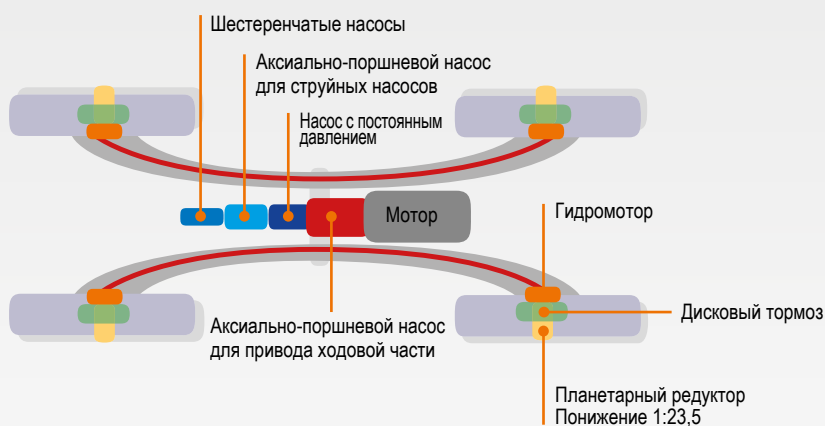 Шестеренчатые насосы
Аксиально-поршневой насос
для струйных насосов
Насос с постоянным
давлением
Мотор
Гидромотор
Дисковый тормоз
Аксиально-поршневой насос
для привода ходовой части
Планетарный редуктор
Понижение 1:23,5